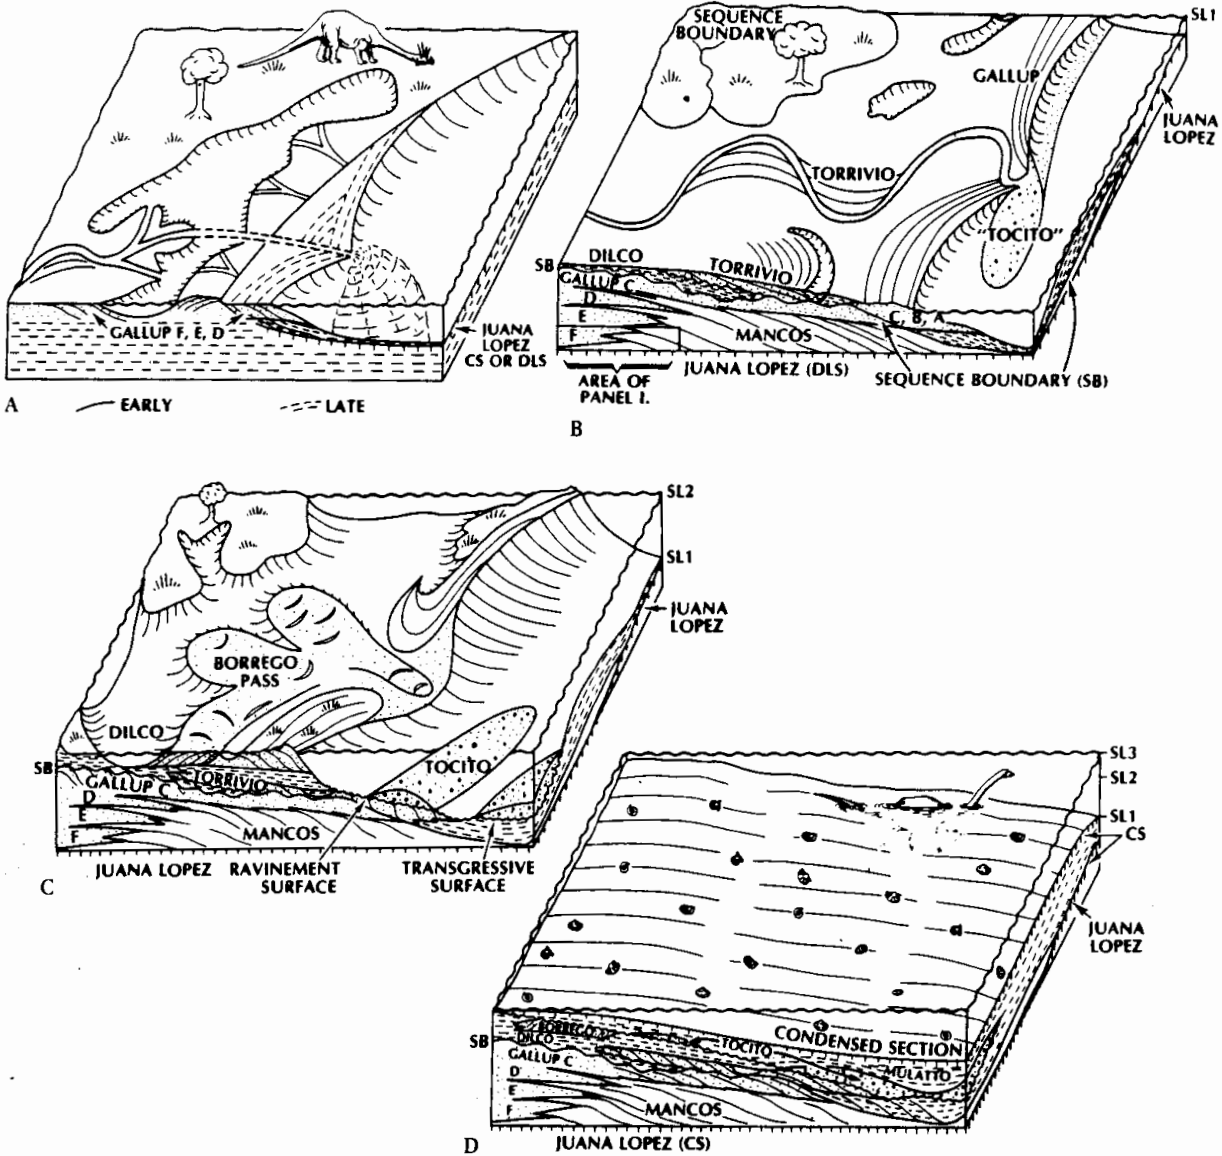 GALLUP F, E, D
JUANA
LOPEZ
CS OR DLS
A
EARLY
LATE
SEQUENCE
BOUNDARY
SL1
GALLUP
JUANA
LOPEZ
TORRIVIO
"TOCITO"
SB
DILCO
TORRIVIO
GALLUP C
D
E
F
C, B, A
MANCOS
JUANA LOPEZ (DLS)
SEQUENCE BOUNDARY (SB)
AREA OF
PANEL I.
B
SL2
SL1
JUANA
LOPEZ
BORREGO
PASS
DILCO
SB
TORRIVIO
TOCITO
GALLUP C
D
E
F
MANCOS
JUANA LOPEZ
RAVINEMENT
SURFACE
TRANSGRESSIVE
SURFACE
C
SL3
SL2
SL1
CS
JUANA
LOPEZ
SB
BORREGO
DILCO
TOCITO
CONDENSED SECTION
MULATTO
GALLUP C
D
E
F
MANCOS
JUANA LOPEZ (CS)
D